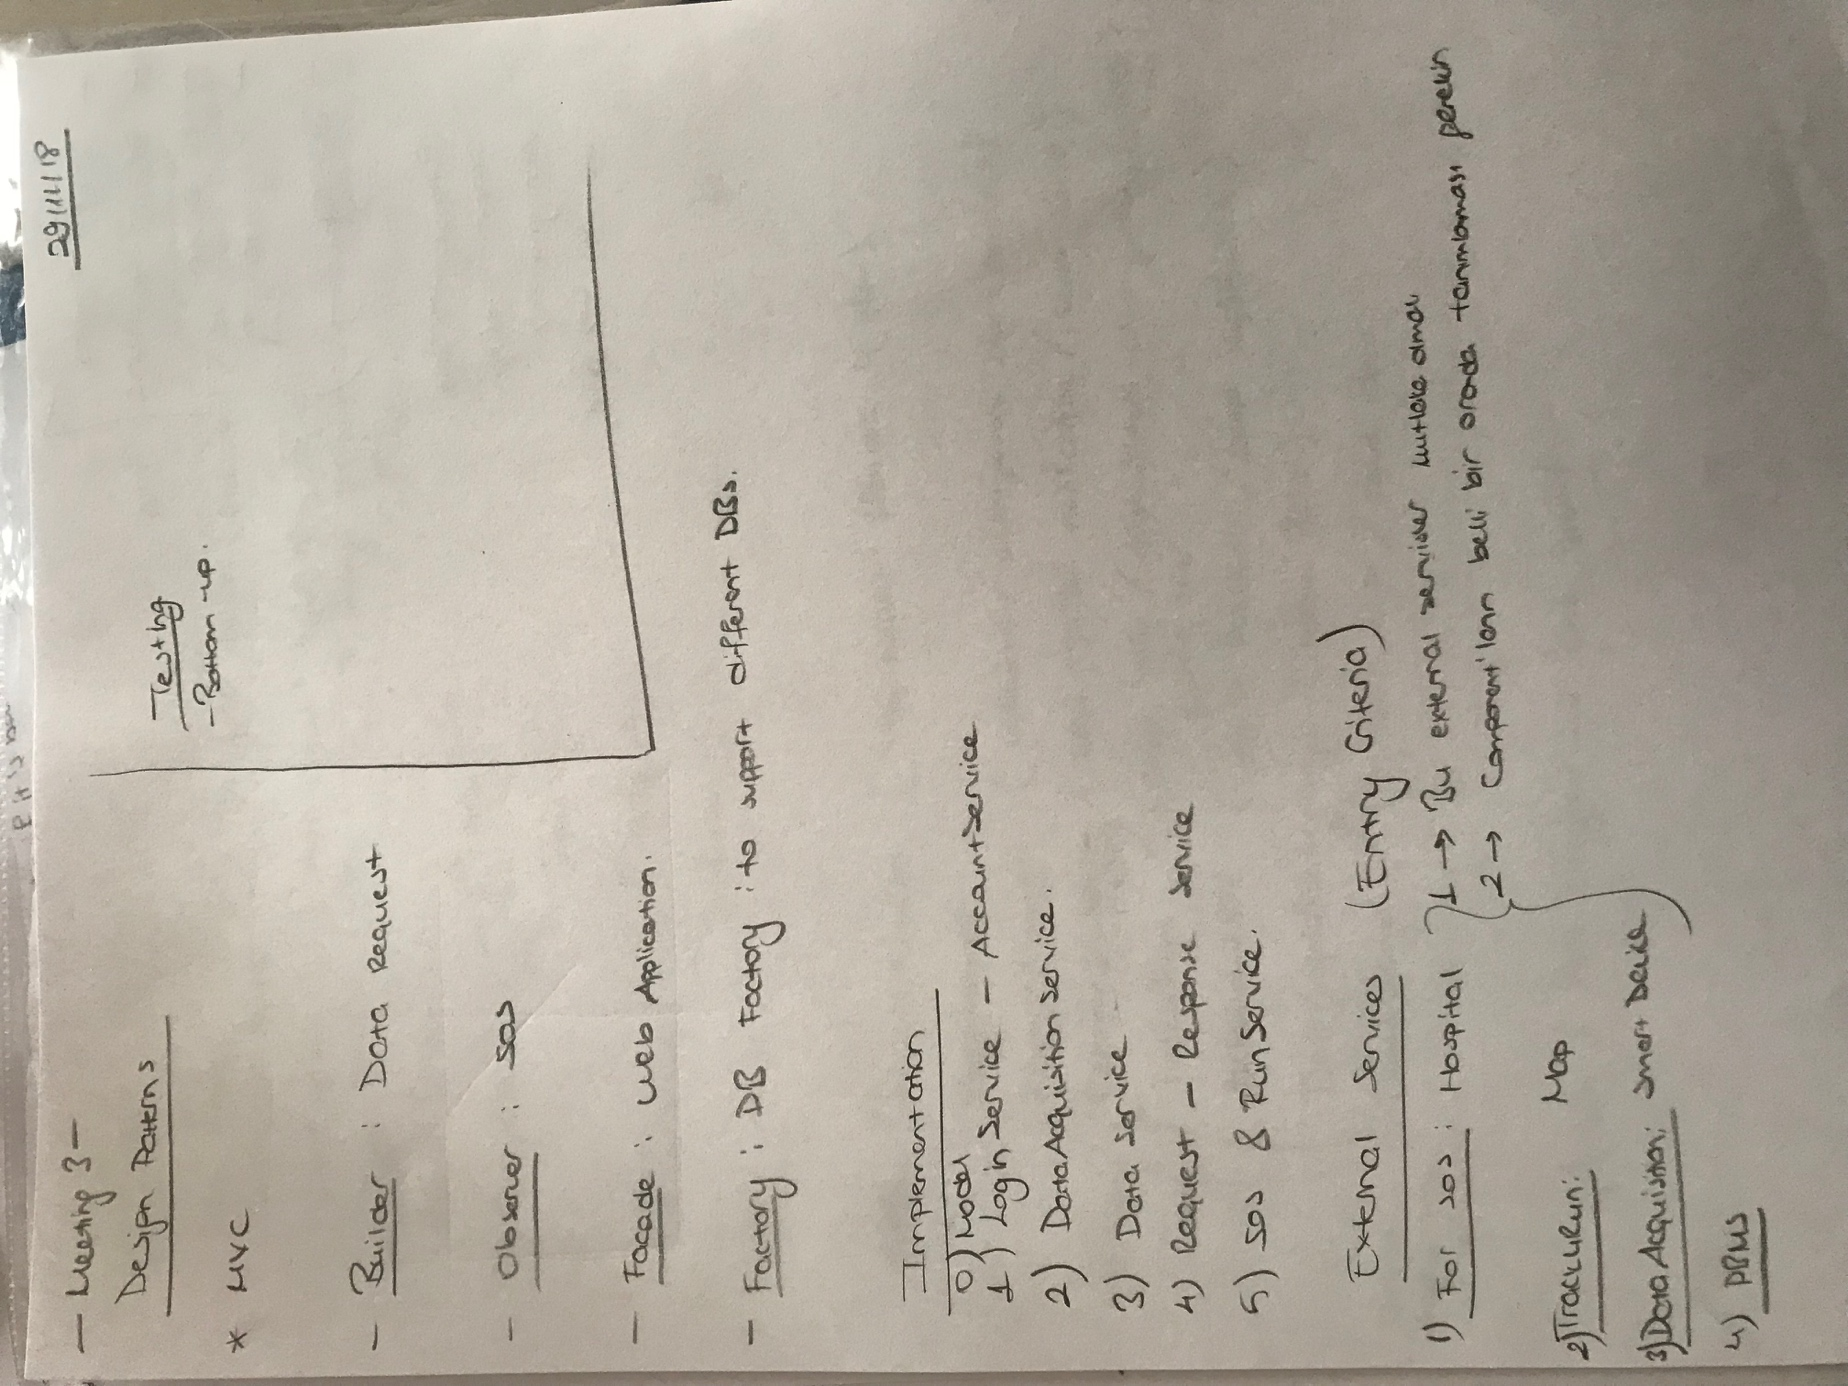 29/11/18
- Meeting 3 -
Design Patterns
* MVC
- Builder : Data Request
- Observer : SOS
- Facade : Web Application.
- Factory : DB Factory : to support different DBs.
Testing
- Bottom-up.
Implementation
0) Model
1) Login Service - Account Service
2) Data Acquisition Service.
3) Data Service
4) Request - Response Service
5) SOS & Run Service.
External Services (Entry Criteria)
1) For SOS : Hospital
1 → Bu external servisler mutlaka olmalı
2 → Component'ların belli bir oranda tamamlanması gerekir
2) Track4Run: Map
3) Data Acquisition: Smart Device
4) DBMS